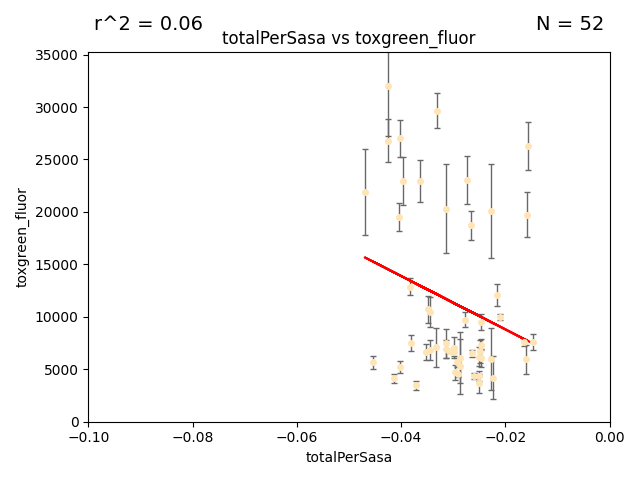 r^2 = 0.06
N = 52
totalPerSasa vs toxgreen_fluor
35000
30000
25000
20000
15000
10000
5000
0
toxgreen_fluor
−0.10
−0.08
−0.06
−0.04
−0.02
0.00
totalPerSasa